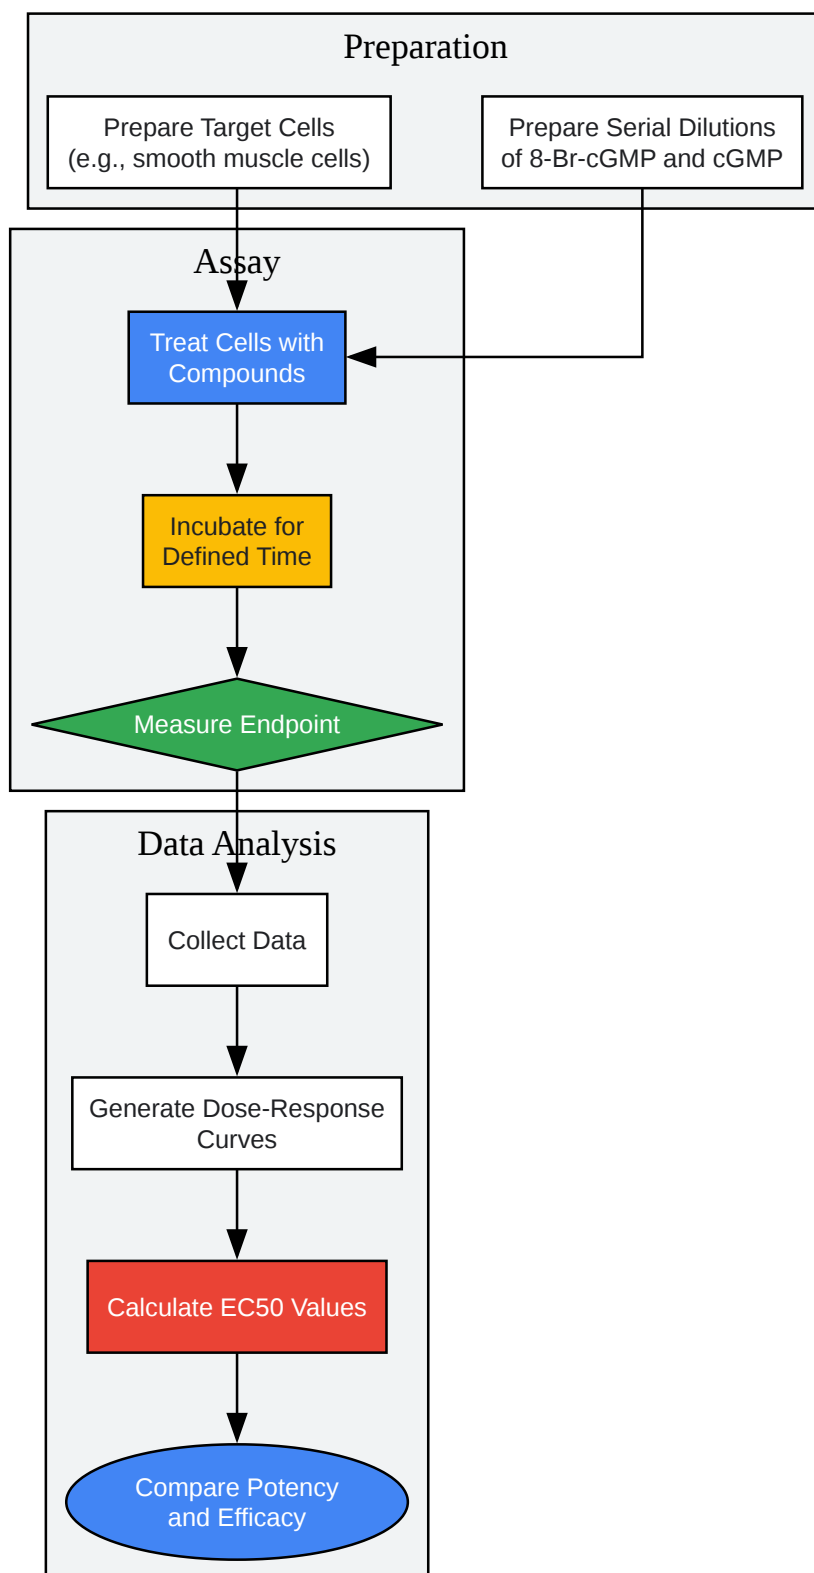 Preparation
Prepare Target Cells
(e.g., smooth muscle cells)
Prepare Serial Dilutions
of 8-Br-cGMP and cGMP
Assay
Treat Cells with
Compounds
Incubate for
Defined Time
Measure Endpoint
Data Analysis
Collect Data
Generate Dose-Response
Curves
Calculate EC50 Values
Compare Potency
and Efficacy